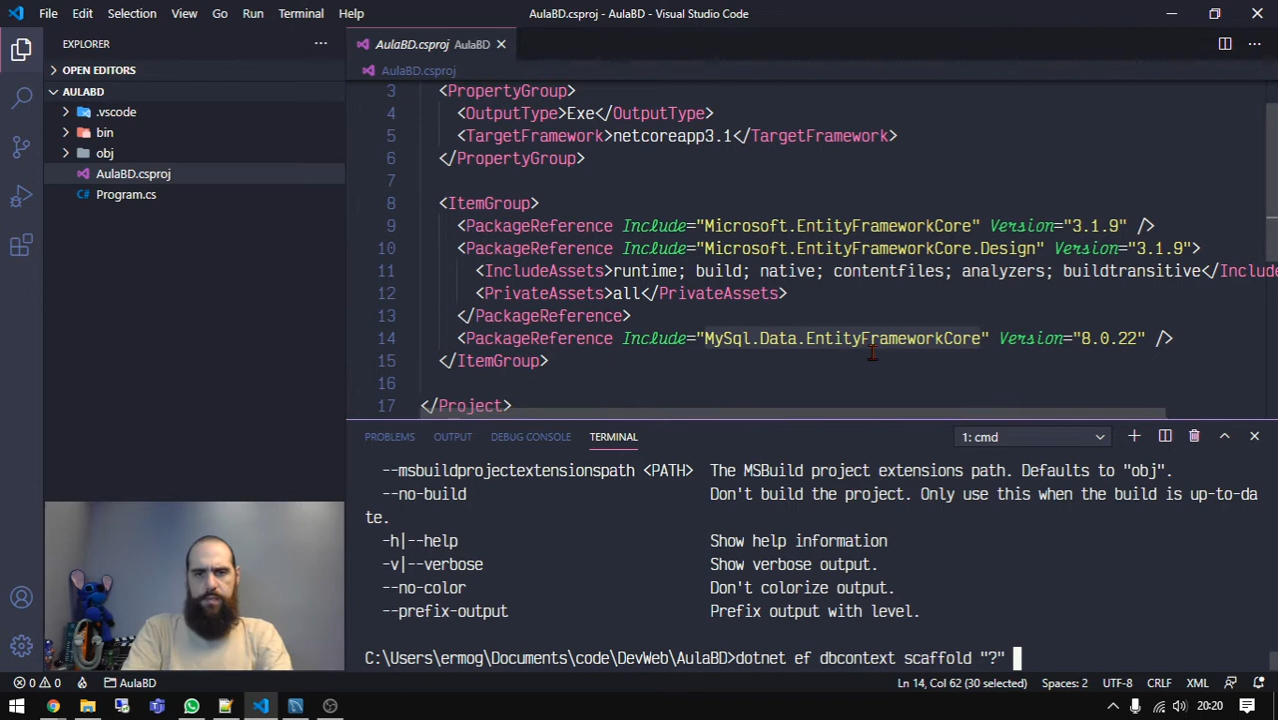 File Edit Selection View Go Run Terminal Help
AulaBD.csproj - AulaBD - Visual Studio Code
EXPLORER
OPEN EDITORS
AULABD
.vscode
bin
obj
AulaBD.csproj
Program.cs
AulaBD.csproj AulaBD
AulaBD.csproj
3 <PropertyGroup>
4 <OutputType>Exe</OutputType>
5 <TargetFramework>netcoreapp3.1</TargetFramework>
6 </PropertyGroup>
7
8 <ItemGroup>
9 <PackageReference Include="Microsoft.EntityFrameworkCore" Version="3.1.9" />
10 <PackageReference Include="Microsoft.EntityFrameworkCore.Design" Version="3.1.9">
11 <IncludeAssets>runtime; build; native; contentfiles; analyzers; buildtransitive</Include
12 <PrivateAssets>all</PrivateAssets>
13 </PackageReference>
14 <PackageReference Include="MySql.Data.EntityFrameworkCore" Version="8.0.22" />
15 </ItemGroup>
16
17 </Project>
PROBLEMS OUTPUT DEBUG CONSOLE TERMINAL 1: cmd
--msbuildprojectextensionspath <PATH> The MSBuild project extensions path. Defaults to "obj".
--no-build Don't build the project. Only use this when the build is up-to-da
te.
-h|--help Show help information
-v|--verbose Show verbose output.
--no-color Don't colorize output.
--prefix-output Prefix output with level.
C:\Users\ermog\Documents\code\DevWeb\AulaBD>dotnet ef dbcontext scaffold "?"
0 0 AulaBD Ln 14, Col 62 (30 selected) Spaces: 2 UTF-8 CRLF XML
20:20